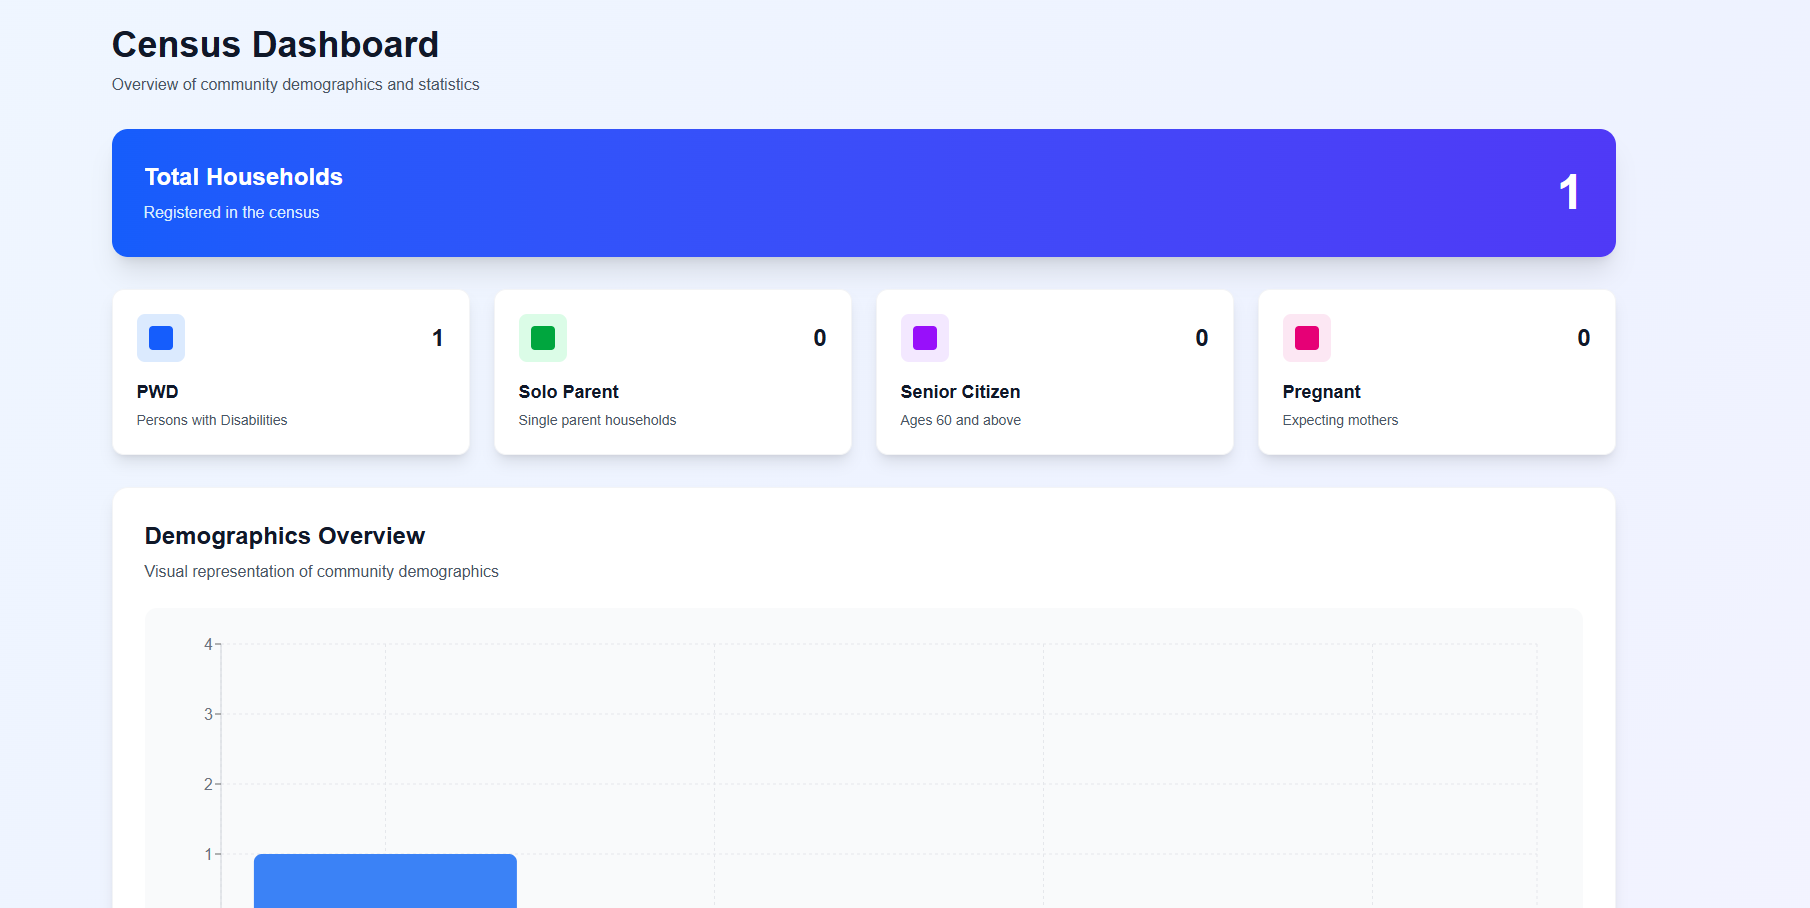 Census Dashboard
Overview of community demographics and statistics
Total Households
Registered in the census
1
1
PWD
Persons with Disabilities
0
Solo Parent
Single parent households
0
Senior Citizen
Ages 60 and above
0
Pregnant
Expecting mothers
Demographics Overview
Visual representation of community demographics
4
3
2
1